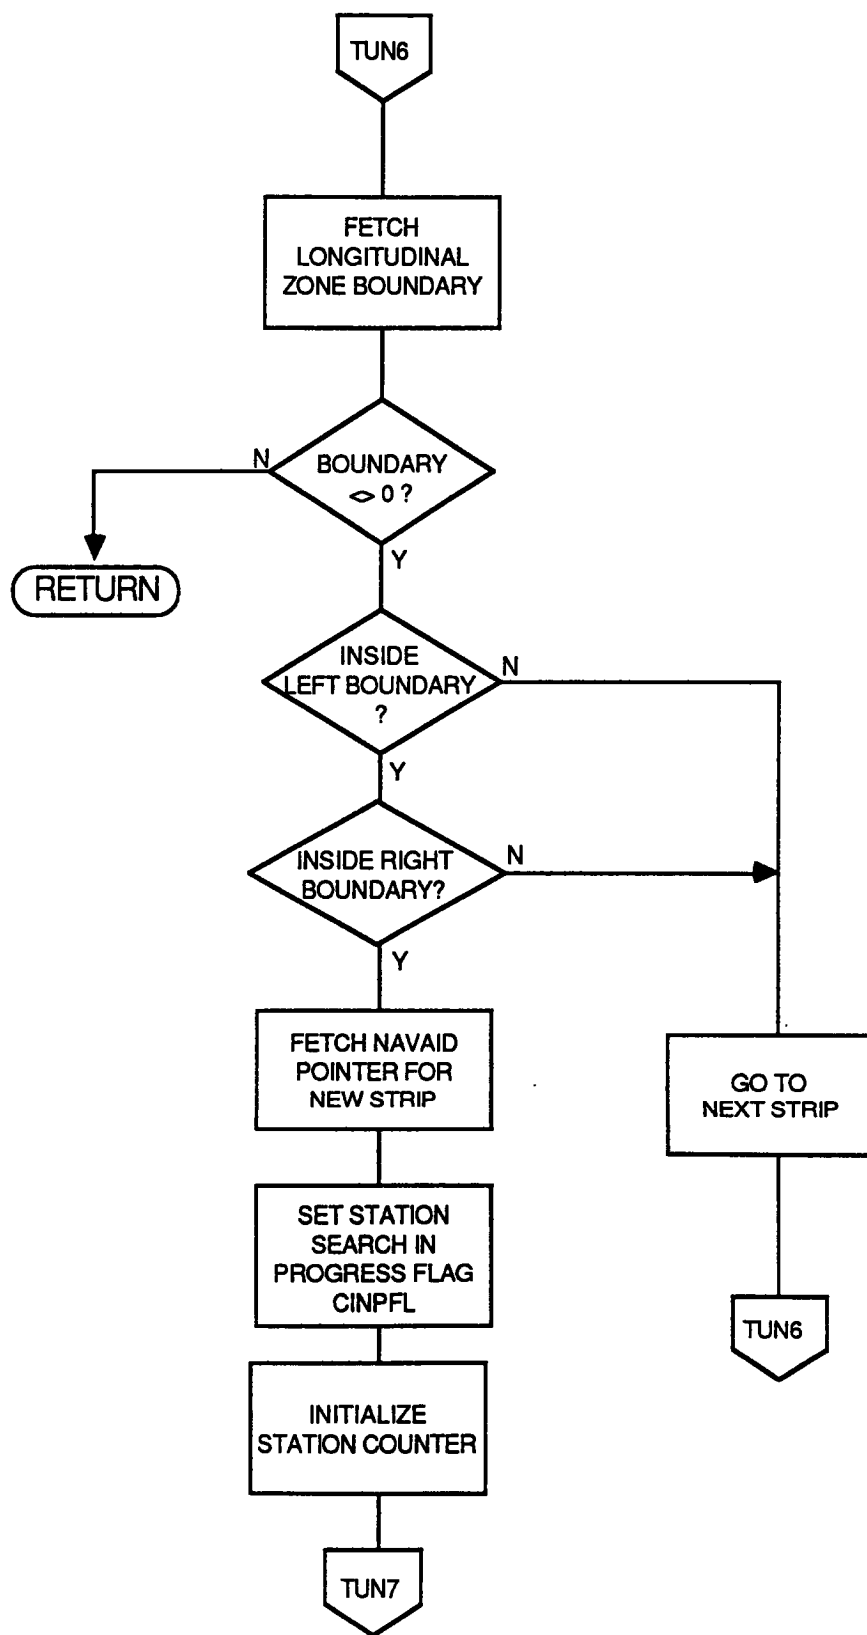 TUN6
FETCH
LONGITUDINAL
ZONE BOUNDARY
N
BOUNDARY
<> 0 ?
Y
RETURN
INSIDE
LEFT BOUNDARY
?
N
Y
INSIDE RIGHT
BOUNDARY?
N
Y
FETCH NAVAID
POINTER FOR
NEW STRIP
GO TO
NEXT STRIP
SET STATION
SEARCH IN
PROGRESS FLAG
CINPFL
TUN6
INITIALIZE
STATION COUNTER
TUN7